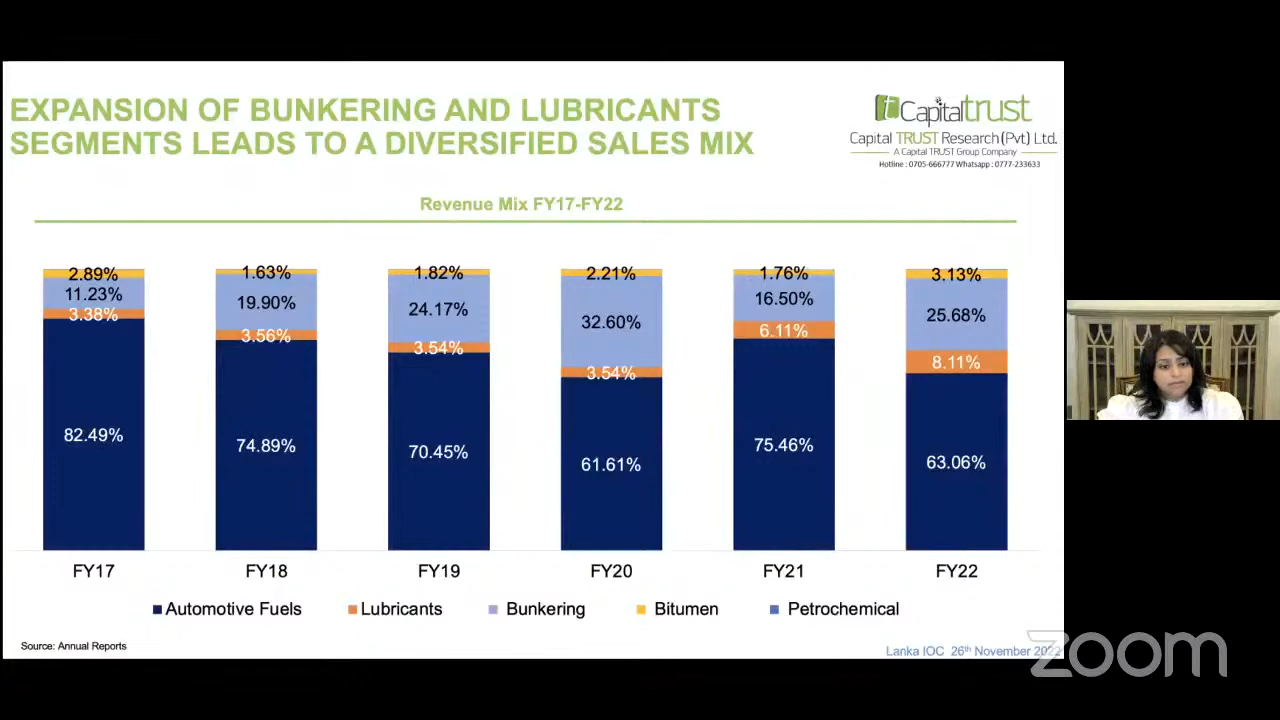 EXPANSION OF BUNKERING AND LUBRICANTS
SEGMENTS LEADS TO A DIVERSIFIED SALES MIX
Capitaltrust
Capital TRUST Research (Pvt) Ltd.
A Capital TRUST Group Company
Hotline : 0705-666777 Whatsapp : 0777-233633
Revenue Mix FY17-FY22
2.89% 1.63% 1.82% 2.21% 1.76% 3.13%
11.23% 19.90% 24.17% 32.60% 16.50% 25.68%
3.38% 3.56% 3.54% 3.54% 6.11% 8.11%
82.49% 74.89% 70.45% 61.61% 75.46% 63.06%
FY17 FY18 FY19 FY20 FY21 FY22
Automotive Fuels Lubricants Bunkering Bitumen Petrochemical
Source: Annual Reports
Lanka IOC 26th November 2022
zoom